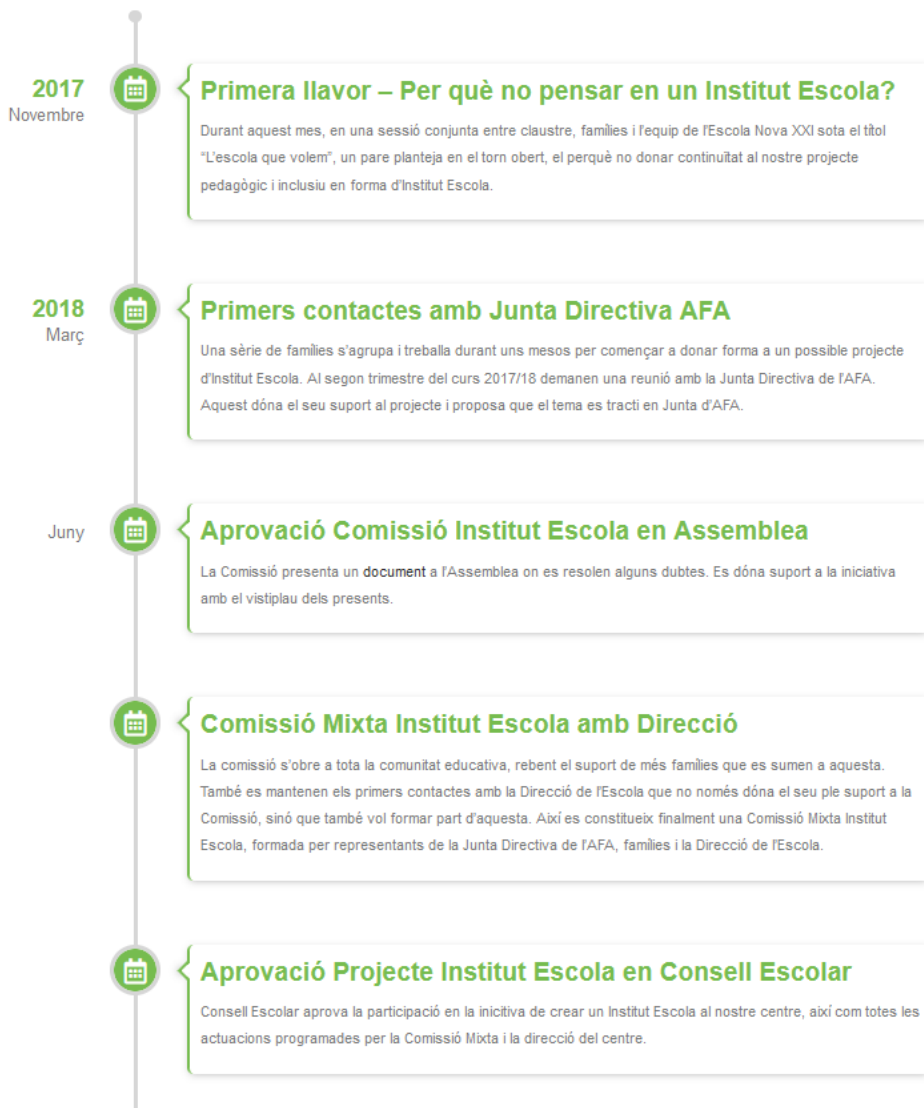 2017
Novembre
Primera llavor – Per què no pensar en un Institut Escola?
Durant aquest mes, en una sessió conjunta entre claustre, famílies i l'equip de l'Escola Nova XXI sota el títol
“L'escola que volem”, un pare planteja en el torn obert, el perquè no donar continuïtat al nostre projecte
pedagògic i inclusiu en forma d'Institut Escola.
2018
Març
Primers contactes amb Junta Directiva AFA
Una sèrie de famílies s'agrupa i treballa durant uns mesos per començar a donar forma a un possible projecte
d'Institut Escola. Al segon trimestre del curs 2017/18 demanen una reunió amb la Junta Directiva de l'AFA.
Aquest dóna el seu suport al projecte i proposa que el tema es tracti en Junta d'AFA.
Juny
Aprovació Comissió Institut Escola en Assemblea
La Comissió presenta un document a l'Assemblea on es resolen alguns dubtes. Es dóna suport a la iniciativa
amb el vistiplau dels presents.
Comissió Mixta Institut Escola amb Direcció
La comissió s'obre a tota la comunitat educativa, rebent el suport de més famílies que es sumen a aquesta.
També es mantenen els primers contactes amb la Direcció de l'Escola que no només dóna el seu ple suport a la
Comissió, sinó que també vol formar part d'aquesta. Així es constitueix finalment una Comissió Mixta Institut
Escola, formada per representants de la Junta Directiva de l'AFA, famílies i la Direcció de l'Escola.
Aprovació Projecte Institut Escola en Consell Escolar
Consell Escolar aprova la participació en la inicitiva de crear un Institut Escola al nostre centre, així com totes les
actuacions programades per la Comissió Mixta i la direcció del centre.